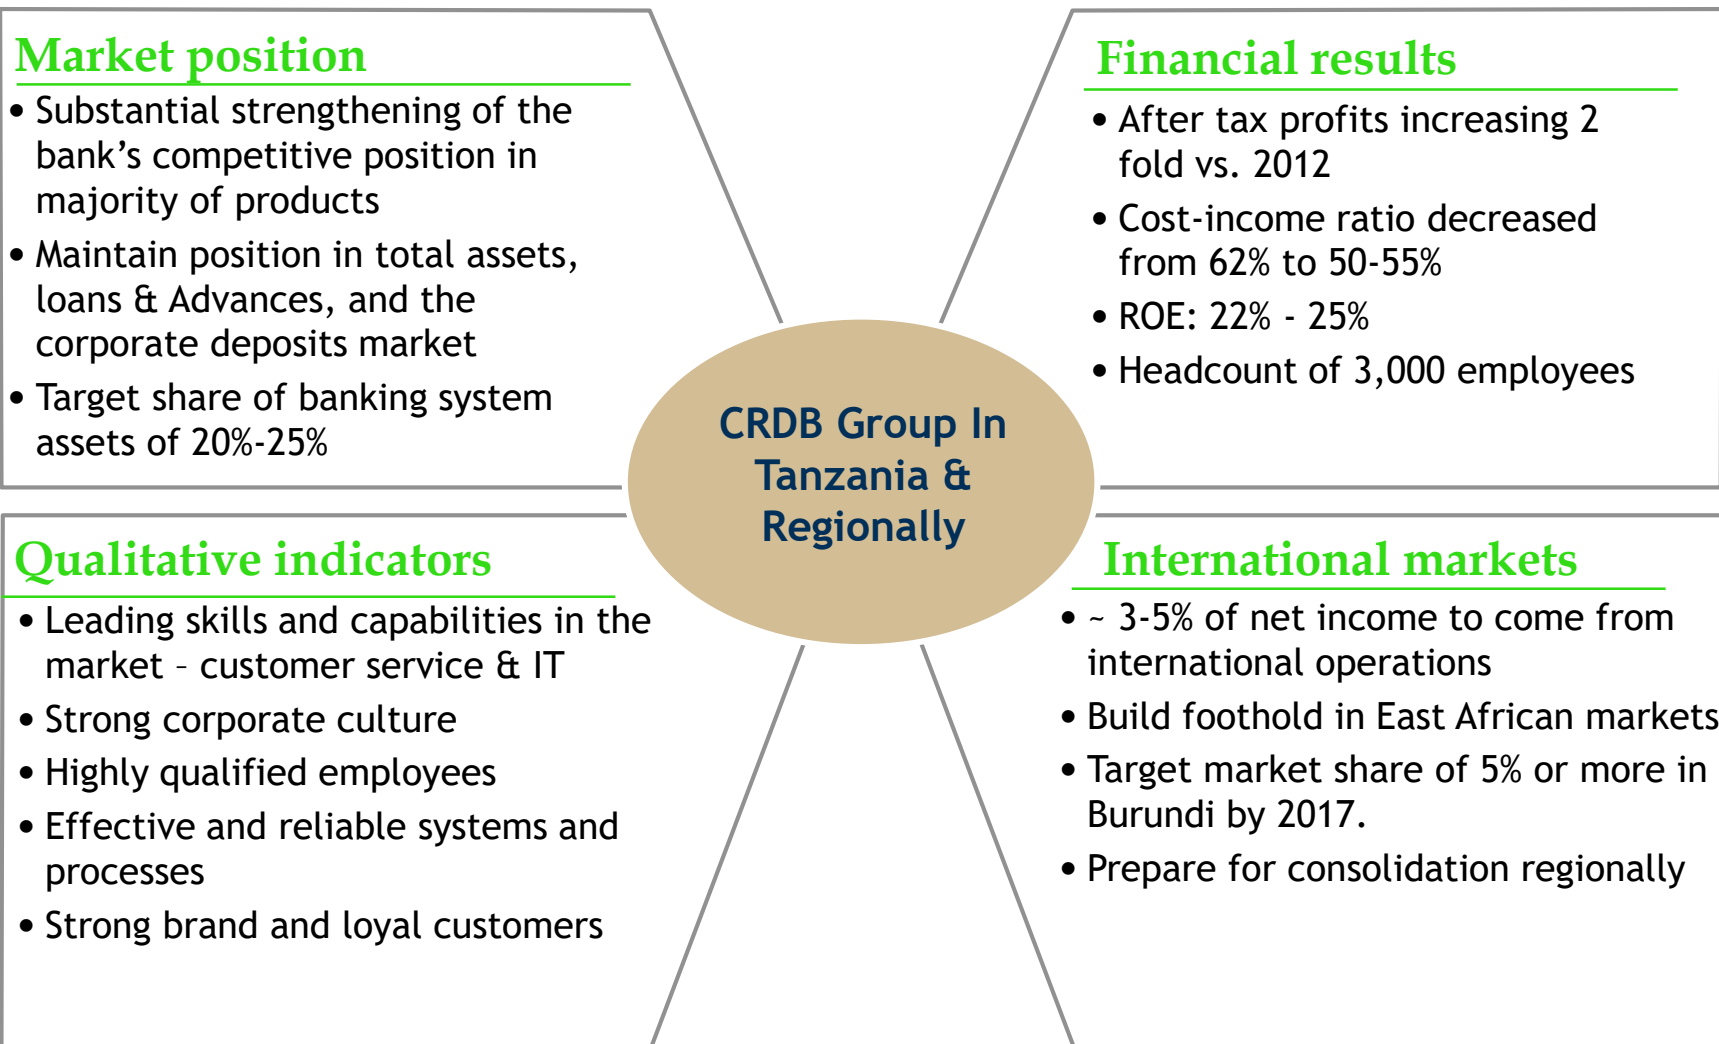 Market position
• Substantial strengthening of the
bank’s competitive position in
majority of products
• Maintain position in total assets,
loans & Advances, and the
corporate deposits market
• Target share of banking system
assets of 20%-25%
Financial results
• After tax profits increasing 2
fold vs. 2012
• Cost-income ratio decreased
from 62% to 50-55%
• ROE: 22% - 25%
• Headcount of 3,000 employees
CRDB Group In
Tanzania &
Regionally
Qualitative indicators
• Leading skills and capabilities in the
market – customer service & IT
• Strong corporate culture
• Highly qualified employees
• Effective and reliable systems and
processes
• Strong brand and loyal customers
International markets
• ~ 3-5% of net income to come from
international operations
• Build foothold in East African markets
• Target market share of 5% or more in
Burundi by 2017.
• Prepare for consolidation regionally